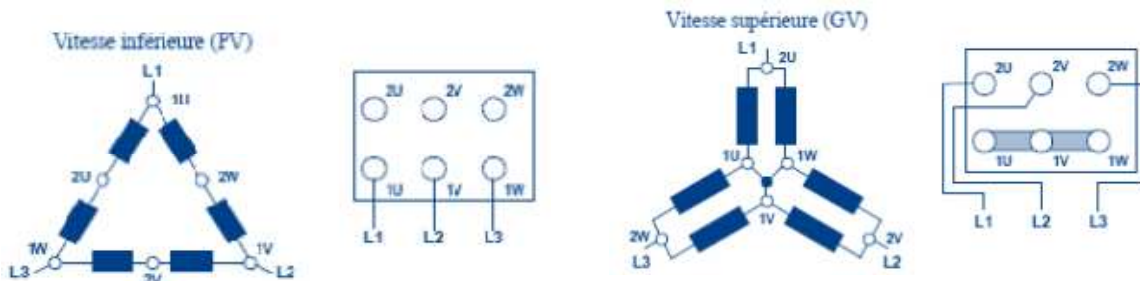 Vitesse inférieure (PV)
L1
1U
2U
2W
1W
1V
L3
2V
L2
2U
2V
2W
1U
1V
1W
L1
L2
L3
Vitesse supérieure (GV)
L1
2U
1U
1W
1V
2W
2V
L3
L2
2U
2V
2W
1U
1V
1W
L1
L2
L3